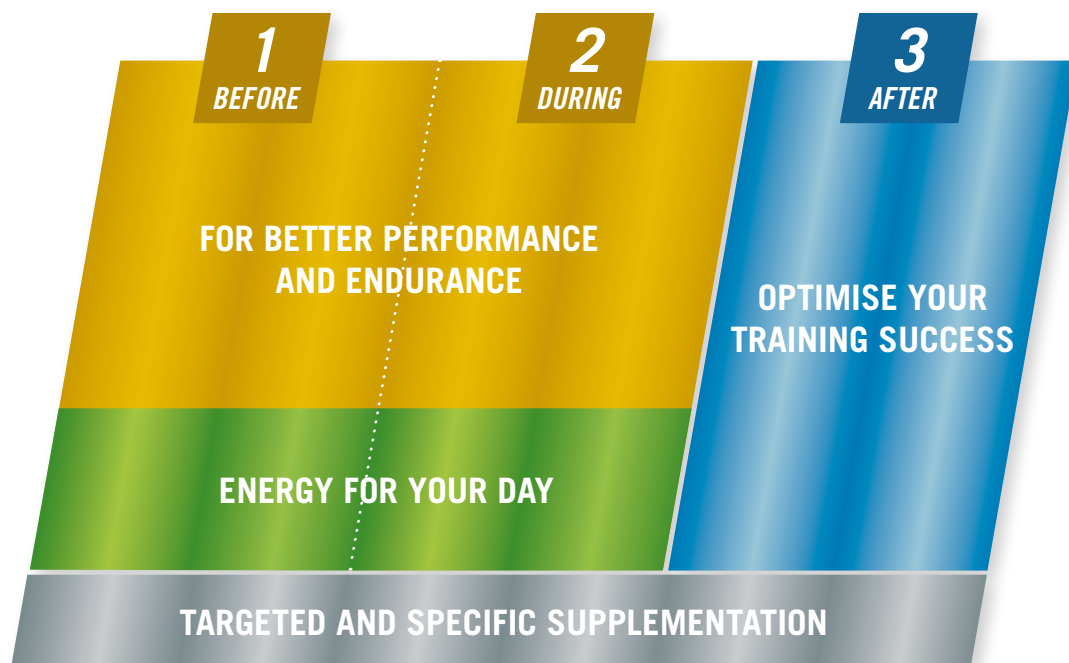 1
BEFORE
2
DURING
3
AFTER
FOR BETTER PERFORMANCE
AND ENDURANCE
OPTIMISE YOUR
TRAINING SUCCESS
ENERGY FOR YOUR DAY
TARGETED AND SPECIFIC SUPPLEMENTATION